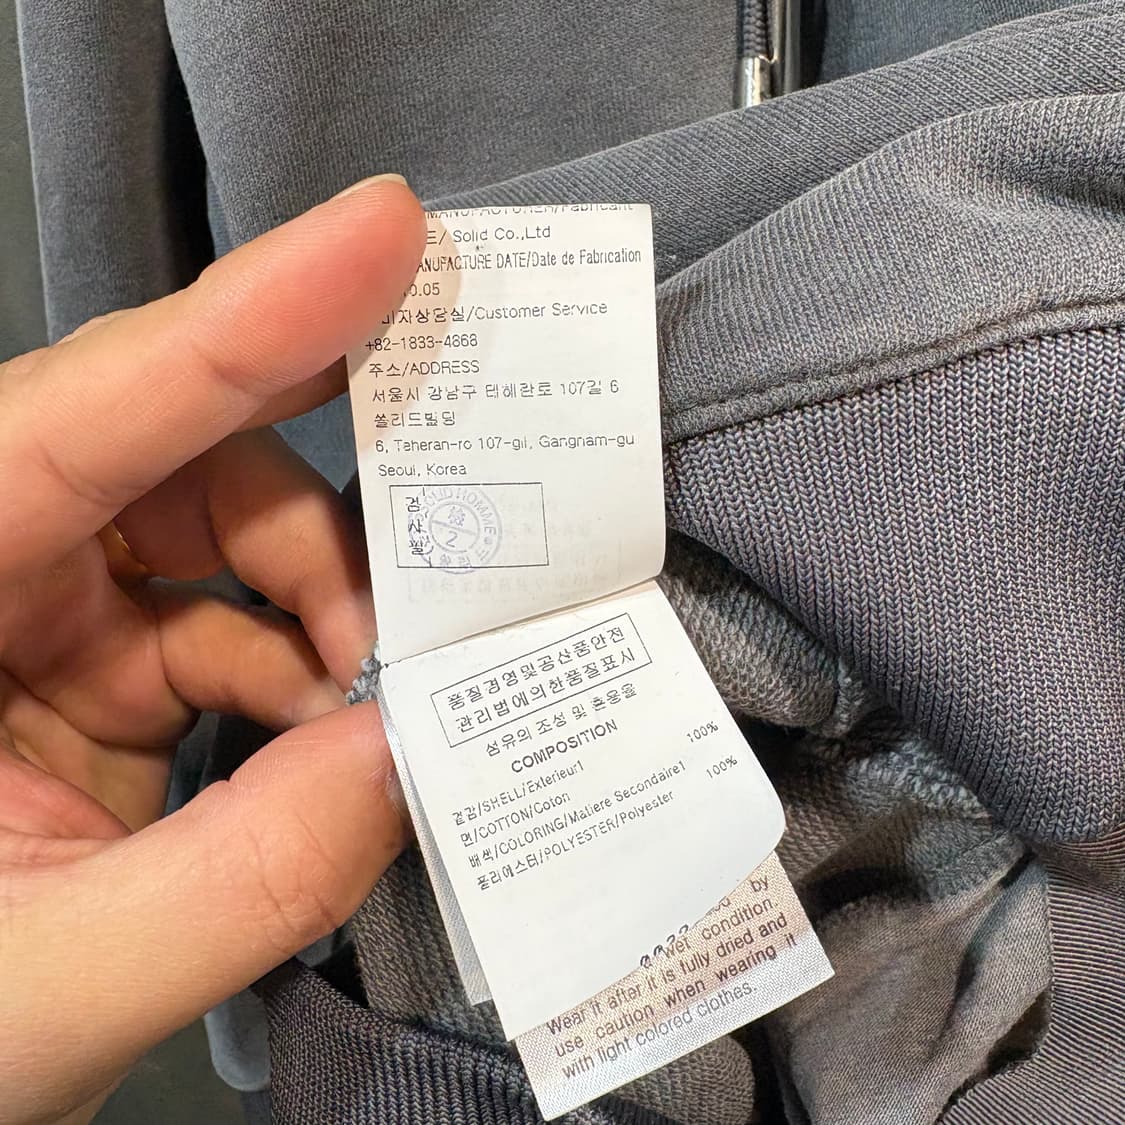 MANUFACTURER/Fabricant
드/ Solid Co.,Ltd
MANUFACTURE DATE/Date de Fabrication
0.05
비자상담실/Customer Service
+82-1833-4868
주소/ADDRESS
서울시 강남구 테헤란로 107길 6
쏠리드빌딩
6, Teheran-ro 107-gil, Gangnam-gu
Seoul, Korea
검사필
SOLID HOMME
2
품질경영및공산품안전
관리법에의한품질표시
섬유의 조성 및 혼용율
COMPOSITION
겉감/SHELL/Exterieur1
면/COTTON/Coton 100%
배색/COLORING/Matiere Secondaire1
폴리에스터/POLYESTER/Polyester 100%
by
wet condition.
Wear it after it is fully dried and
use caution when wearing it
with light colored clothes.